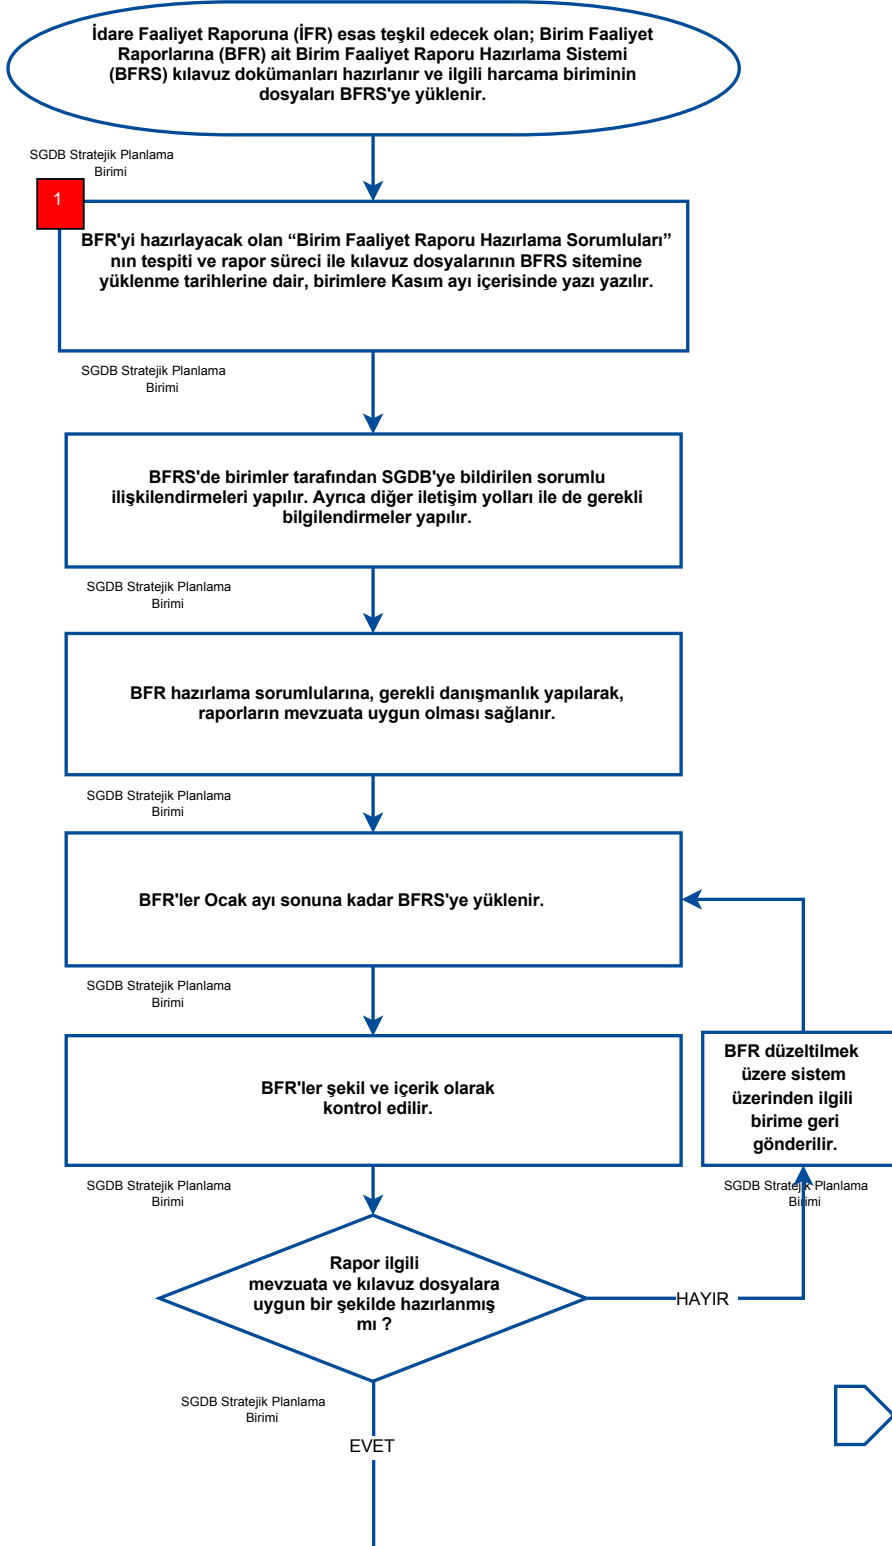 İdare Faaliyet Raporuna (İFR) esas teşkil edecek olan; Birim Faaliyet
Raporlarına (BFR) ait Birim Faaliyet Raporu Hazırlama Sistemi
(BFRS) kılavuz dokümanları hazırlanır ve ilgili harcama biriminin
dosyaları BFRS'ye yüklenir.
SGDB Stratejik Planlama
Birimi
1
BFR'yi hazırlayacak olan “Birim Faaliyet Raporu Hazırlama Sorumluları”
nın tespiti ve rapor süreci ile kılavuz dosyalarının BFRS sitemine
yüklenme tarihlerine dair, birimlere Kasım ayı içerisinde yazı yazılır.
SGDB Stratejik Planlama
Birimi
BFRS'de birimler tarafından SGDB'ye bildirilen sorumlu
ilişkilendirmeleri yapılır. Ayrıca diğer iletişim yolları ile de gerekli
bilgilendirmeler yapılır.
SGDB Stratejik Planlama
Birimi
BFR hazırlama sorumlularına, gerekli danışmanlık yapılarak,
raporların mevzuata uygun olması sağlanır.
SGDB Stratejik Planlama
Birimi
BFR'ler Ocak ayı sonuna kadar BFRS'ye yüklenir.
SGDB Stratejik Planlama
Birimi
BFR'ler şekil ve içerik olarak
kontrol edilir.
BFR düzeltilmek
üzere sistem
üzerinden ilgili
birime geri
gönderilir.
SGDB Stratejik Planlama
Birimi
SGDB Stratejik Planlama
Birimi
Rapor ilgili
mevzuata ve kılavuz dosyalara
uygun bir şekilde hazırlanmış
mı ?
HAYIR
SGDB Stratejik Planlama
Birimi
EVET